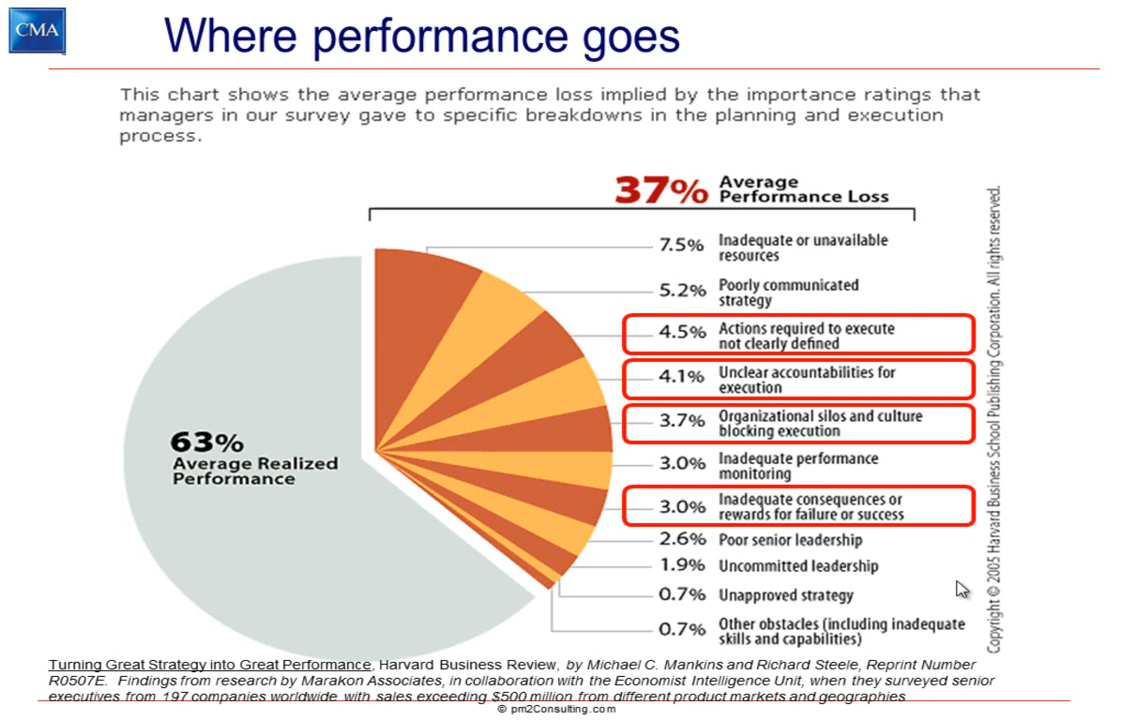 CMA
Where performance goes
This chart shows the average performance loss implied by the importance ratings that
managers in our survey gave to specific breakdowns in the planning and execution
process.
37% Average
Performance Loss
7.5% Inadequate or unavailable
resources
5.2% Poorly communicated
strategy
4.5% Actions required to execute
not clearly defined
4.1% Unclear accountabilities for
execution
3.7% Organizational silos and culture
blocking execution
3.0% Inadequate performance
monitoring
3.0% Inadequate consequences or
rewards for failure or success
2.6% Poor senior leadership
1.9% Uncommitted leadership
0.7% Unapproved strategy
0.7% Other obstacles (including inadequate
skills and capabilities)
63%
Average Realized
Performance
Copyright © 2005 Harvard Business School Publishing Corporation. All rights reserved.
Turning Great Strategy into Great Performance, Harvard Business Review, by Michael C. Mankins and Richard Steele, Reprint Number
R0507E. Findings from research by Marakon Associates, in collaboration with the Economist Intelligence Unit, when they surveyed senior
executives from 197 companies worldwide with sales exceeding $500 million from different product markets and geographies
© pm2Consulting.com